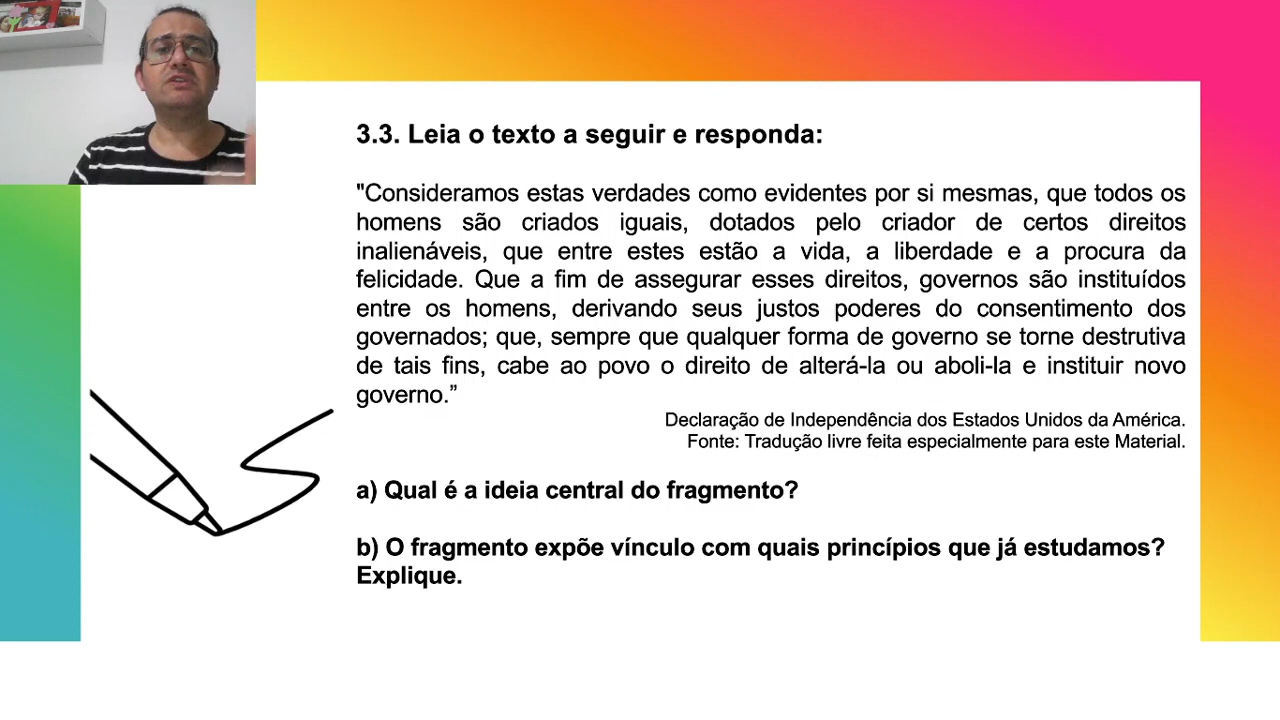 3.3. Leia o texto a seguir e responda:
"Consideramos estas verdades como evidentes por si mesmas, que todos os
homens são criados iguais, dotados pelo criador de certos direitos
inalienáveis, que entre estes estão a vida, a liberdade e a procura da
felicidade. Que a fim de assegurar esses direitos, governos são instituídos
entre os homens, derivando seus justos poderes do consentimento dos
governados; que, sempre que qualquer forma de governo se torne destrutiva
de tais fins, cabe ao povo o direito de alterá-la ou aboli-la e instituir novo
governo.”
Declaração de Independência dos Estados Unidos da América.
Fonte: Tradução livre feita especialmente para este Material.
a) Qual é a ideia central do fragmento?
b) O fragmento expõe vínculo com quais princípios que já estudamos?
Explique.